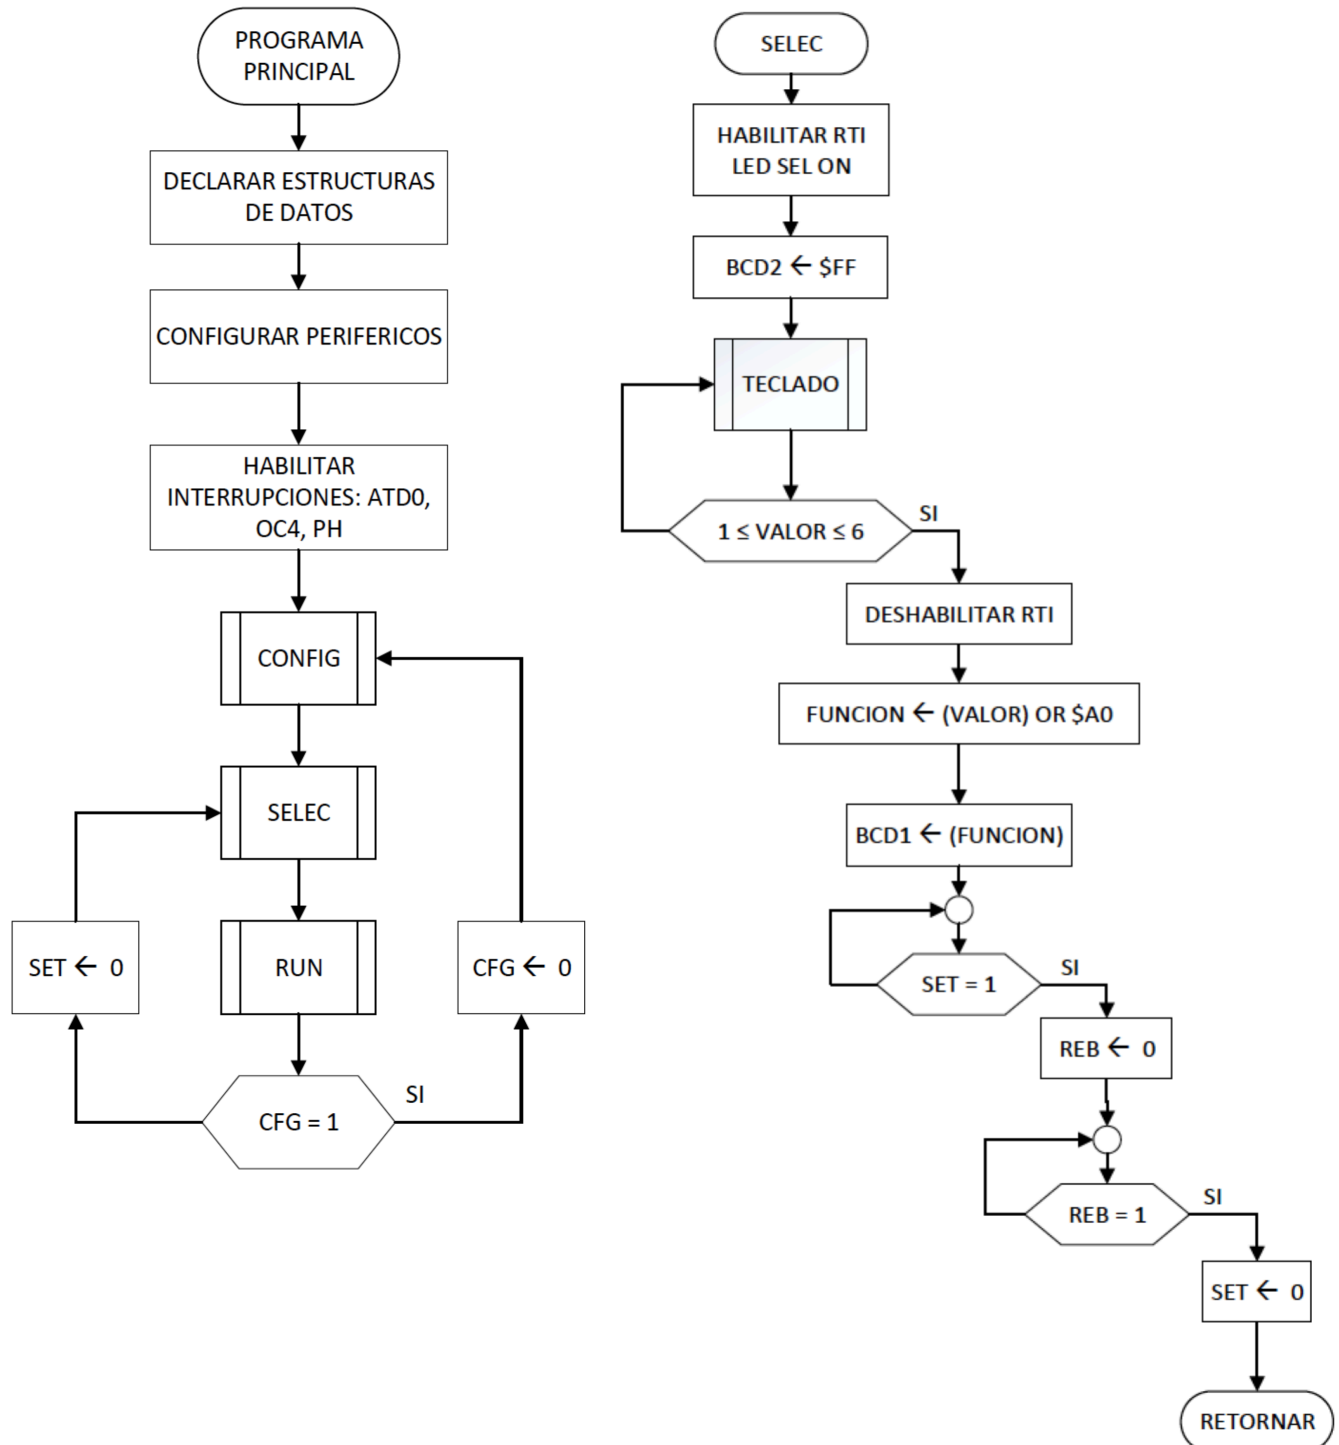 PROGRAMA
PRINCIPAL
DECLARAR ESTRUCTURAS
DE DATOS
CONFIGURAR PERIFERICOS
HABILITAR
INTERRUPCIONES: ATD0,
OC4, PH
CONFIG
SELEC
RUN
SET ← 0
CFG ← 0
SI
CFG = 1
SELEC
HABILITAR RTI
LED SEL ON
BCD2 ← $FF
TECLADO
SI
1 ≤ VALOR ≤ 6
DESHABILITAR RTI
FUNCION ← (VALOR) OR $A0
BCD1 ← (FUNCION)
SI
SET = 1
REB ← 0
SI
REB = 1
SET ← 0
RETORNAR